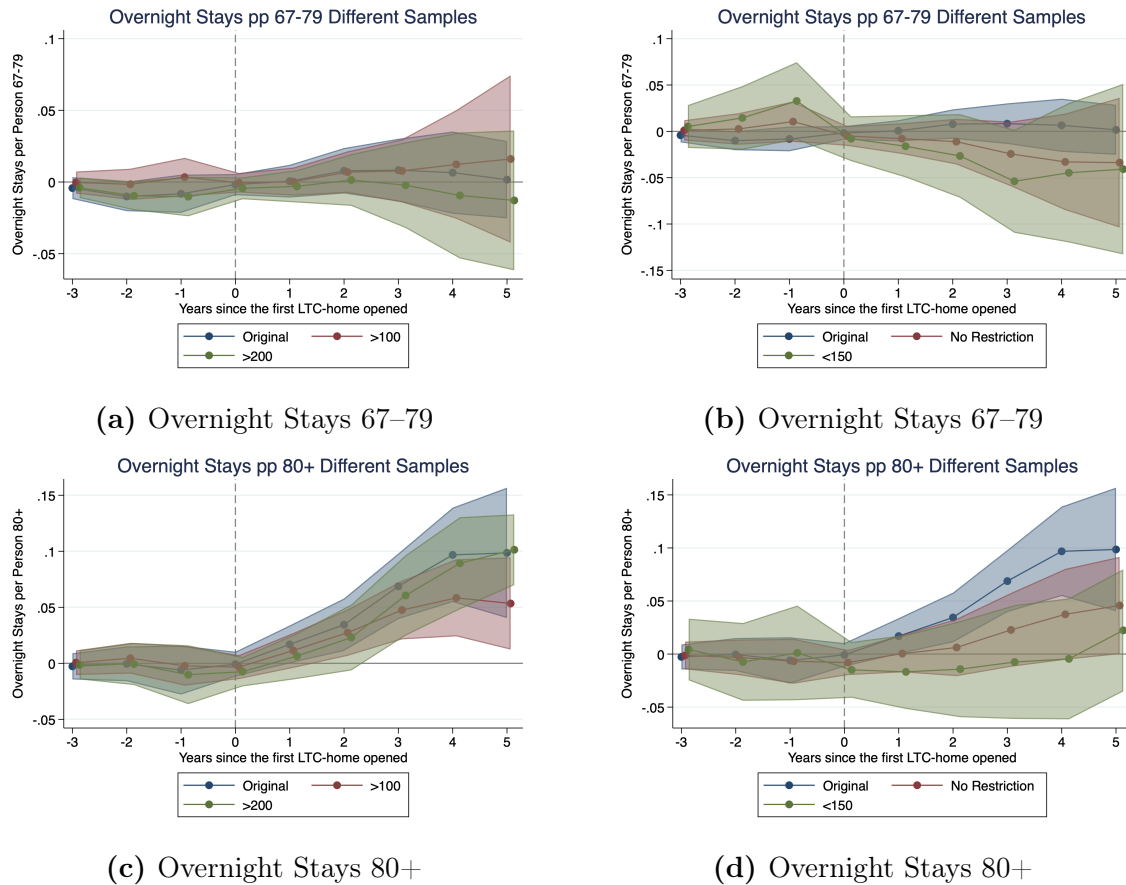 Overnight Stays pp 67-79 Different Samples
Overnight Stays per Person 67-79
.1
.05
0
-.05
-3 -2 -1 0 1 2 3 4 5
Years since the first LTC-home opened
Original >100
>200
(a) Overnight Stays 67–79
Overnight Stays pp 67-79 Different Samples
Overnight Stays per Person 67-79
.1
.05
0
-.05
-.1
-.15
-3 -2 -1 0 1 2 3 4 5
Years since the first LTC-home opened
Original No Restriction
<150
(b) Overnight Stays 67–79
Overnight Stays pp 80+ Different Samples
Overnight Stays per Person 80+
.15
.1
.05
0
-.05
-3 -2 -1 0 1 2 3 4 5
Years since the first LTC-home opened
Original >100
>200
(c) Overnight Stays 80+
Overnight Stays pp 80+ Different Samples
Overnight Stays per Person 80+
.15
.1
.05
0
-.05
-3 -2 -1 0 1 2 3 4 5
Years since the first LTC-home opened
Original No Restriction
<150
(d) Overnight Stays 80+